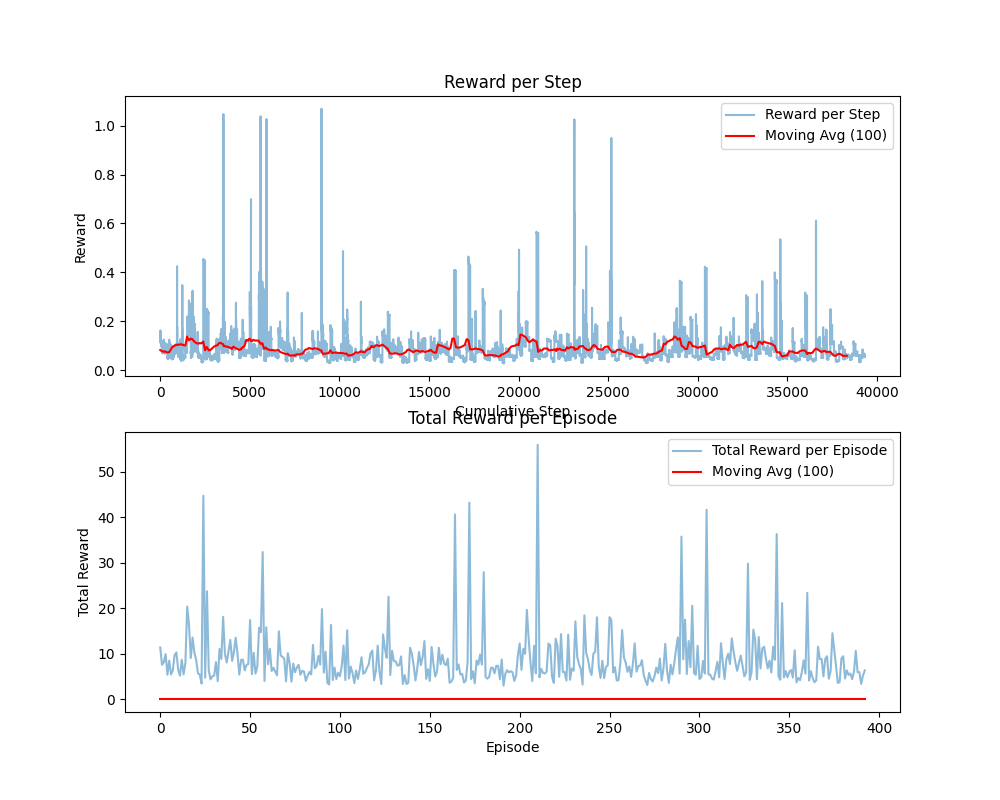 Reward per Step
Reward per Step
Moving Avg (100)
1.0
0.8
0.6
0.4
0.2
0.0
Reward
0 5000 10000 15000 20000 25000 30000 35000 40000
Cumulative Step
Total Reward per Episode
Total Reward per Episode
Moving Avg (100)
50
40
30
20
10
0
Total Reward
0 50 100 150 200 250 300 350 400
Episode